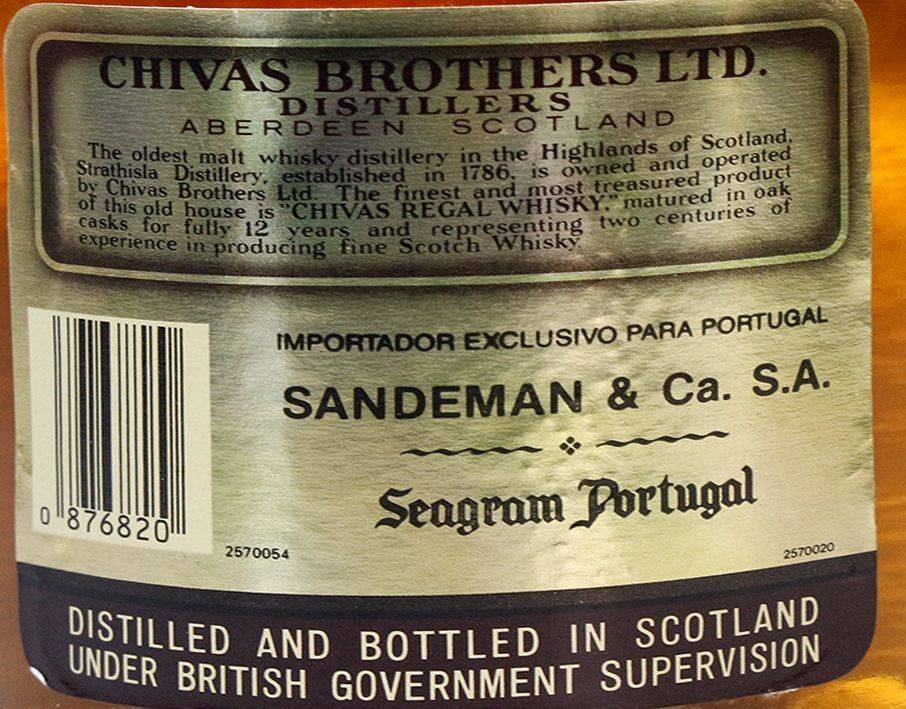 CHIVAS BROTHERS LTD.
DISTILLERS
ABERDEEN SCOTLAND
The oldest malt whisky distillery in the Highlands of Scotland,
Strathisla Distillery, established in 1786, is owned and operated
by Chivas Brothers Ltd. The finest and most treasured product
of this old house is "CHIVAS REGAL WHISKY," matured in oak
casks for fully 12 years and representing two centuries of
experience in producing fine Scotch Whisky.
IMPORTADOR EXCLUSIVO PARA PORTUGAL
SANDEMAN & Ca. S.A.
Seagram Portugal
0 876820
2570054
2570020
DISTILLED AND BOTTLED IN SCOTLAND
UNDER BRITISH GOVERNMENT SUPERVISION